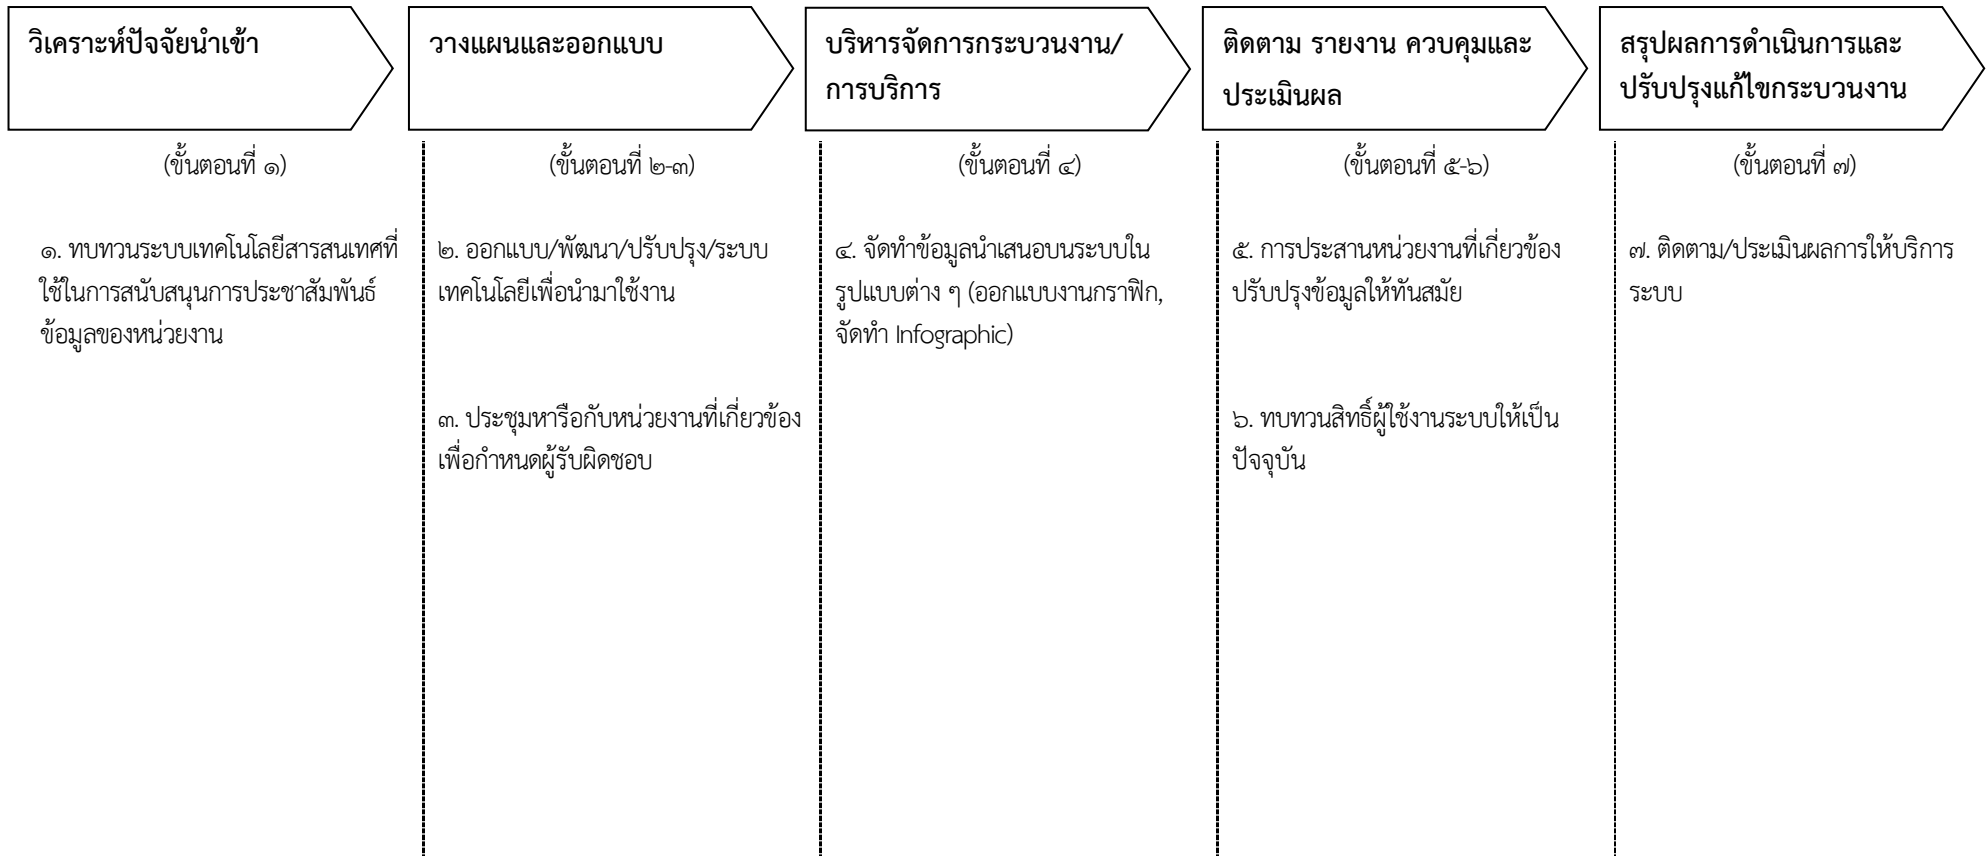 วิเคราะห์ปัจจัยนำเข้า
(ขั้นตอนที่ ๑)
๑. ทบทวนระบบเทคโนโลยีสารสนเทศที่
ใช้ในการสนับสนุนการประชาสัมพันธ์
ข้อมูลของหน่วยงาน
วางแผนและออกแบบ
(ขั้นตอนที่ ๒-๓)
๒. ออกแบบ/พัฒนา/ปรับปรุง/ระบบ
เทคโนโลยีเพื่อนำมาใช้งาน
๓. ประชุมหารือกับหน่วยงานที่เกี่ยวข้อง
เพื่อกำหนดผู้รับผิดชอบ
บริหารจัดการกระบวนงาน/
การบริการ
(ขั้นตอนที่ ๔)
๔. จัดทำข้อมูลนำเสนอบนระบบใน
รูปแบบต่าง ๆ (ออกแบบงานกราฟิก,
จัดทำ Infographic)
ติดตาม รายงาน ควบคุมและ
ประเมินผล
(ขั้นตอนที่ ๕-๖)
๕. การประสานหน่วยงานที่เกี่ยวข้อง
ปรับปรุงข้อมูลให้ทันสมัย
๖. ทบทวนสิทธิ์ผู้ใช้งานระบบให้เป็น
ปัจจุบัน
สรุปผลการดำเนินการและ
ปรับปรุงแก้ไขกระบวนงาน
(ขั้นตอนที่ ๗)
๗. ติดตาม/ประเมินผลการให้บริการ
ระบบ